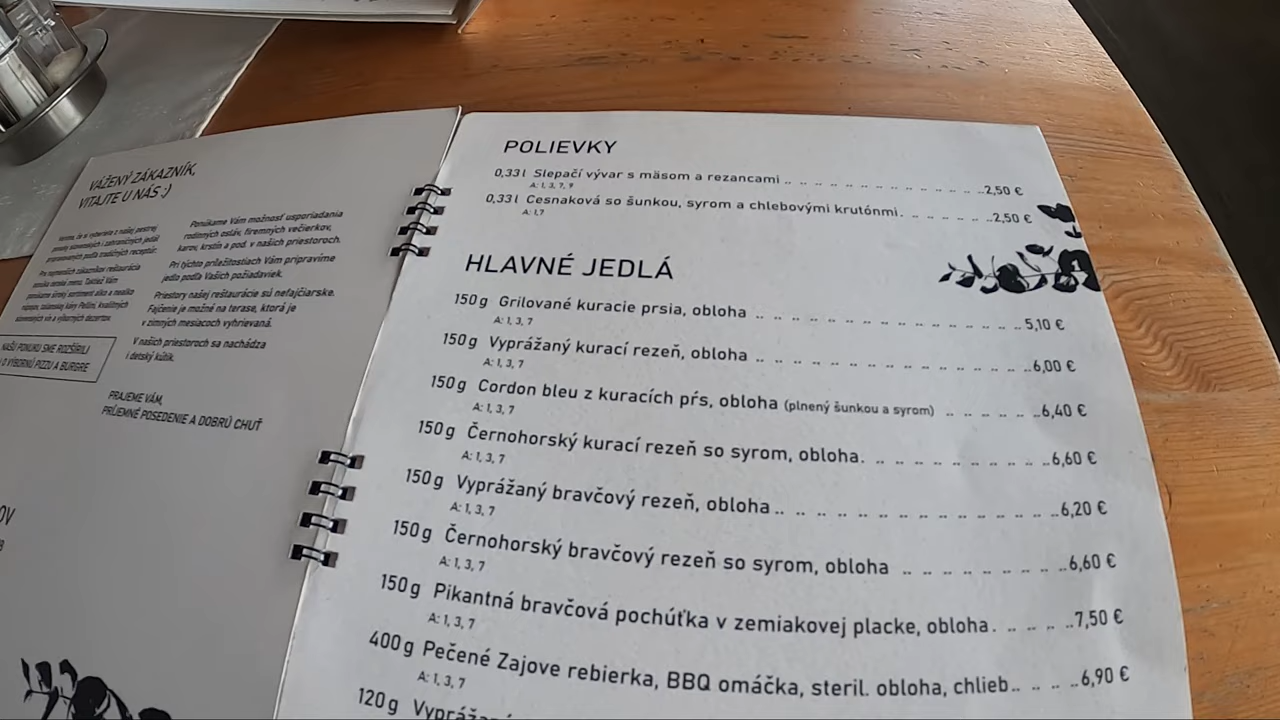 VÁŽENÝ ZÁKAZNÍK,
VITAJTE U NÁS :)
Ponúkame Vám možnosť usporiadania
rodinných osláv, firemných večierkov,
karov, krstín a pod. v našich priestoroch.
Pri týchto príležitostiach Vám pripravíme
jedlo podľa Vašich požiadaviek.
Priestory našej reštaurácie sú nefajčiarske.
Fajčenie je možné na terase, ktorá je
v zimných mesiacoch vyhrievaná.
V našich priestoroch sa nachádza
i detský kútik.
NAŠU PONUKU SME ROZŠÍRILI
O VÝBORNÚ PIZZU A BURGRE
PRAJEME VÁM,
PRÍJEMNÉ POSEDENIE A DOBRÚ CHUŤ
POLIEVKY
0,33 l Slepačí vývar s mäsom a rezancami 2,50 €
A: 1, 3, 7, 9
0,33 l Cesnaková so šunkou, syrom a chlebovými krutónmi 2,50 €
A: 1,7
HLAVNÉ JEDLÁ
150 g Grilované kuracie prsia, obloha 5,10 €
A: 1, 3, 7
150 g Vyprážaný kurací rezeň, obloha 6,00 €
A: 1, 3, 7
150 g Cordon bleu z kuracích pŕs, obloha (plnený šunkou a syrom) 6,40 €
A: 1, 3, 7
150 g Černohorský kurací rezeň so syrom, obloha 6,60 €
A: 1, 3, 7
150 g Vyprážaný bravčový rezeň, obloha 6,20 €
A: 1, 3, 7
150 g Černohorský bravčový rezeň so syrom, obloha 6,60 €
A: 1, 3, 7
150 g Pikantná bravčová pochúťka v zemiakovej placke, obloha 7,50 €
A: 1, 3, 7
400 g Pečené Zajove rebierka, BBQ omáčka, steril. obloha, chlieb 6,90 €
A: 1, 3, 7
120 g